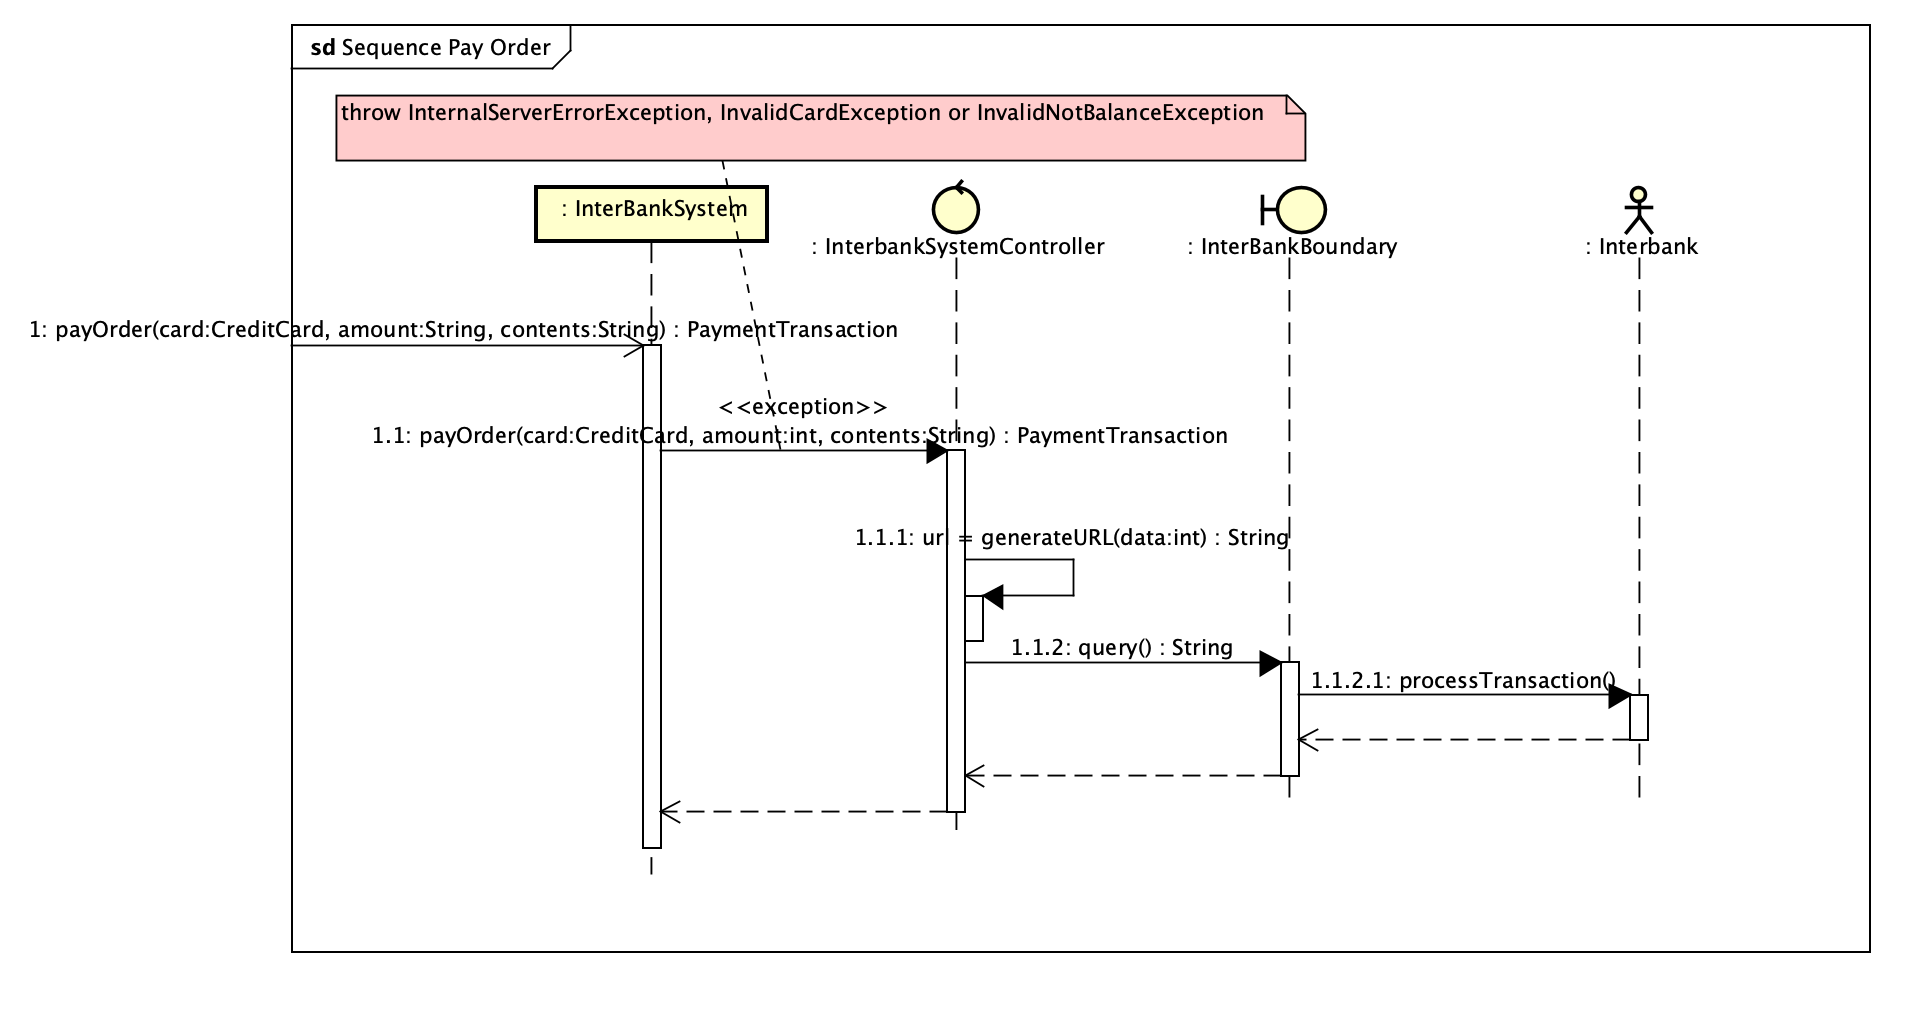 sd Sequence Pay Order
throw InternalServerErrorException, InvalidCardException or InvalidNotBalanceException
: InterBankSystem
: InterbankSystemController
: InterBankBoundary
: Interbank
1: payOrder(card:CreditCard, amount:String, contents:String) : PaymentTransaction
<<exception>>
1.1: payOrder(card:CreditCard, amount:int, contents:String) : PaymentTransaction
1.1.1: url = generateURL(data:int) : String
1.1.2: query() : String
1.1.2.1: processTransaction()